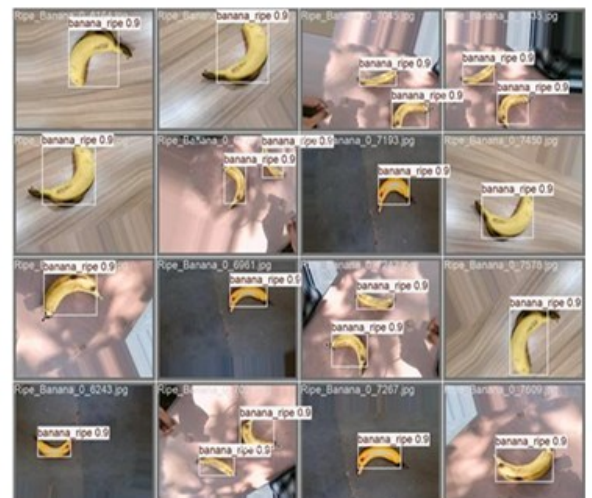 banana_ripe 0.9
banana_ripe 0.9
banana_ripe 0.9
banana_ripe 0.9
banana_ripe 0.9
banana_ripe 0.9
banana_ripe 0.9
banana_ripe 0.9
banana_ripe 0.9
7193.jpg
banana_ripe 0.9
Ripe_Banana_0_7450.jpg
banana_ripe 0.9
banana_ripe 0.9
Ripe_Banana_0_6961.jpg
banana_ripe 0.9
banana_ripe 0.9
banana_ripe 0.9
Ripe_Banana_0_7578.jpg
banana_ripe 0.9
Ripe_Banana_0_6243.jpg
banana_ripe 0.9
banana_ripe 0.9
banana_ripe 0.9
Ripe_Banana_0_7267.jpg
banana_ripe 0.9
Ripe_Banana_0_7609.jpg
banana_ripe 0.9